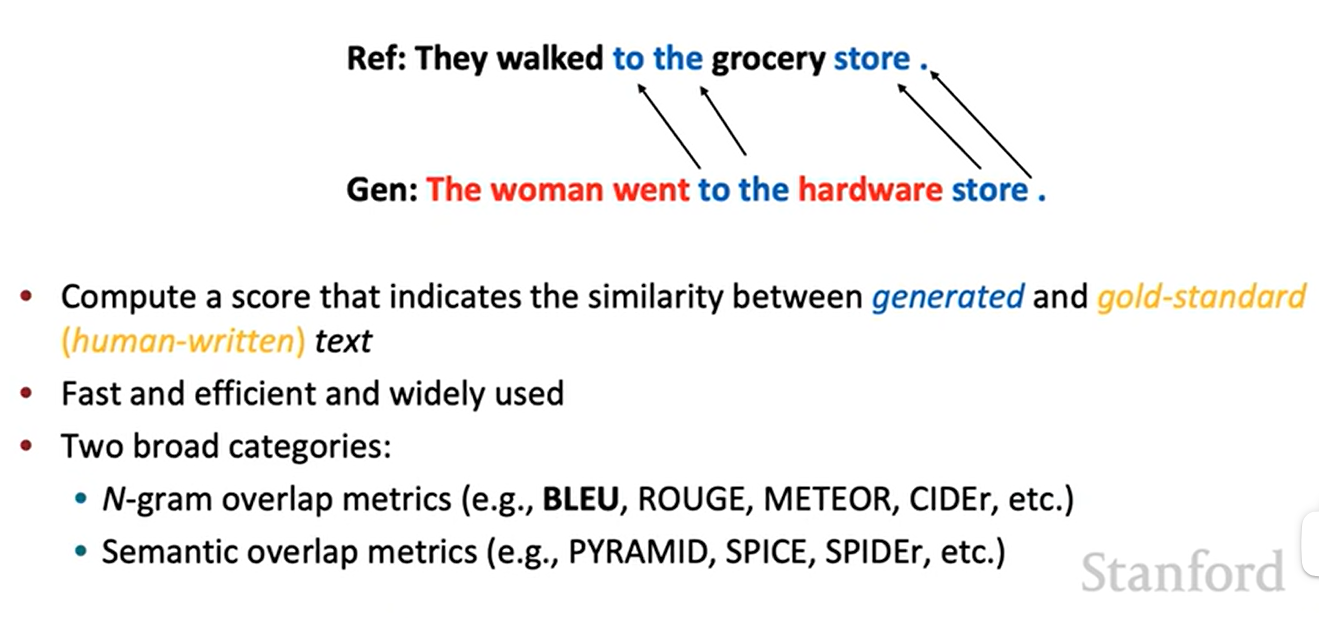 Ref: They walked to the grocery store .
Gen: The woman went to the hardware store .
• Compute a score that indicates the similarity between generated and gold-standard
(human-written) text
• Fast and efficient and widely used
• Two broad categories:
• N-gram overlap metrics (e.g., BLEU, ROUGE, METEOR, CIDEr, etc.)
• Semantic overlap metrics (e.g., PYRAMID, SPICE, SPIDEr, etc.)
Stanford